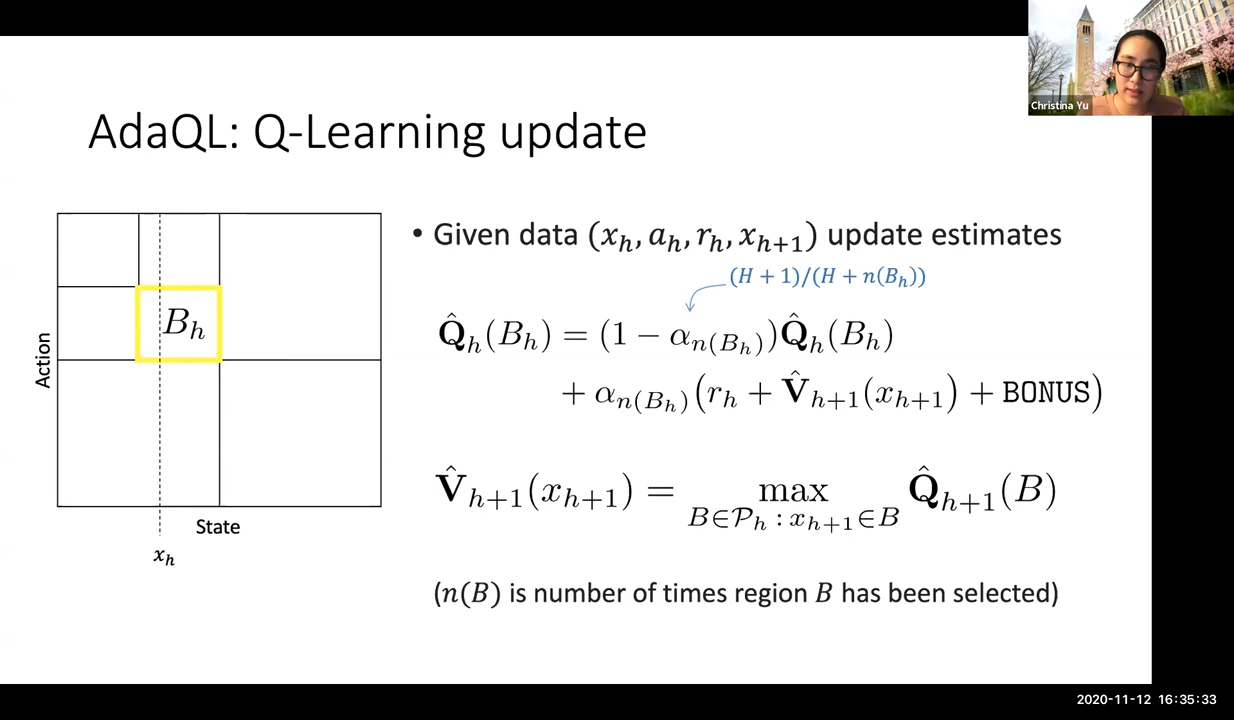 Christina Yu
AdaQL: Q-Learning update
• Given data (x_h, a_h, r_h, x_{h+1}) update estimates
(H + 1)/(H + n(B_h))
Q̂_h(B_h) = (1 − α_{n(B_h)})Q̂_h(B_h)
+ α_{n(B_h)}(r_h + V̂_{h+1}(x_{h+1}) + BONUS)
V̂_{h+1}(x_{h+1}) = max_{B∈𝒫_h : x_{h+1}∈B} Q̂_{h+1}(B)
(n(B) is number of times region B has been selected)
B_h
Action
State
x_h
2020-11-12 16:35:33